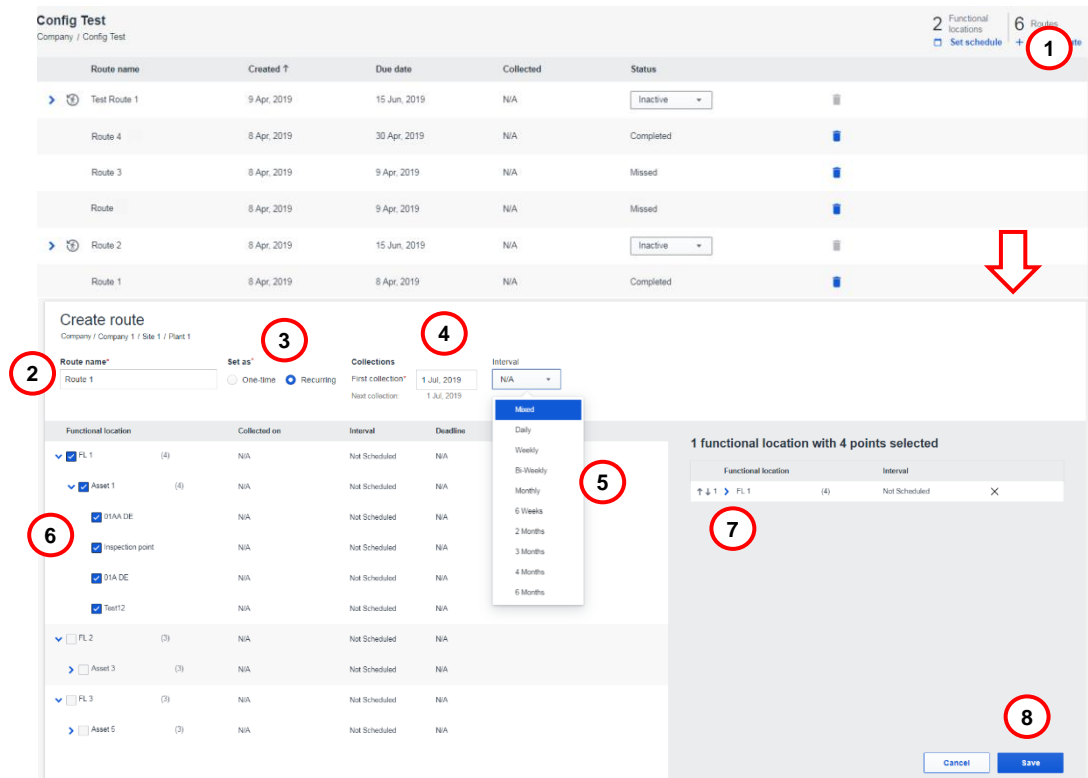 Config Test
Company / Config Test
2 Functional locations
6 Routes
Set schedule
+
1
Route name Created ↑ Due date Collected Status
Test Route 1 9 Apr, 2019 15 Jun, 2019 N/A Inactive
Route 4 8 Apr, 2019 30 Apr, 2019 N/A Completed
Route 3 8 Apr, 2019 9 Apr, 2019 N/A Missed
Route 8 Apr, 2019 9 Apr, 2019 N/A Missed
Route 2 8 Apr, 2019 15 Jun, 2019 N/A Inactive
Route 1 8 Apr, 2019 8 Apr, 2019 N/A Completed
Create route
Company / Company 1 / Site 1 / Plant 1
3
4
2
Route name* Set as* Collections Interval
Route 1 One-time Recurring First collection* 1 Jul, 2019 N/A
Next collection: 1 Jul, 2019
Mixed
Daily
Weekly
Bi-Weekly
Monthly
6 Weeks
2 Months
3 Months
4 Months
6 Months
5
Functional location Collected on Interval Deadline
FL 1 (4) N/A Not Scheduled N/A
Asset 1 (4) N/A Not Scheduled N/A
01AA DE N/A Not Scheduled N/A
6
Inspection point N/A Not Scheduled N/A
01A DE N/A Not Scheduled N/A
Test12 N/A Not Scheduled N/A
FL 2 (3) N/A Not Scheduled N/A
Asset 3 (3) N/A Not Scheduled N/A
FL 3 (3) N/A Not Scheduled N/A
Asset 5 (3) N/A Not Scheduled N/A
1 functional location with 4 points selected
Functional location Interval
↑↓ 1 FL 1 (4) Not Scheduled
7
8
Cancel Save